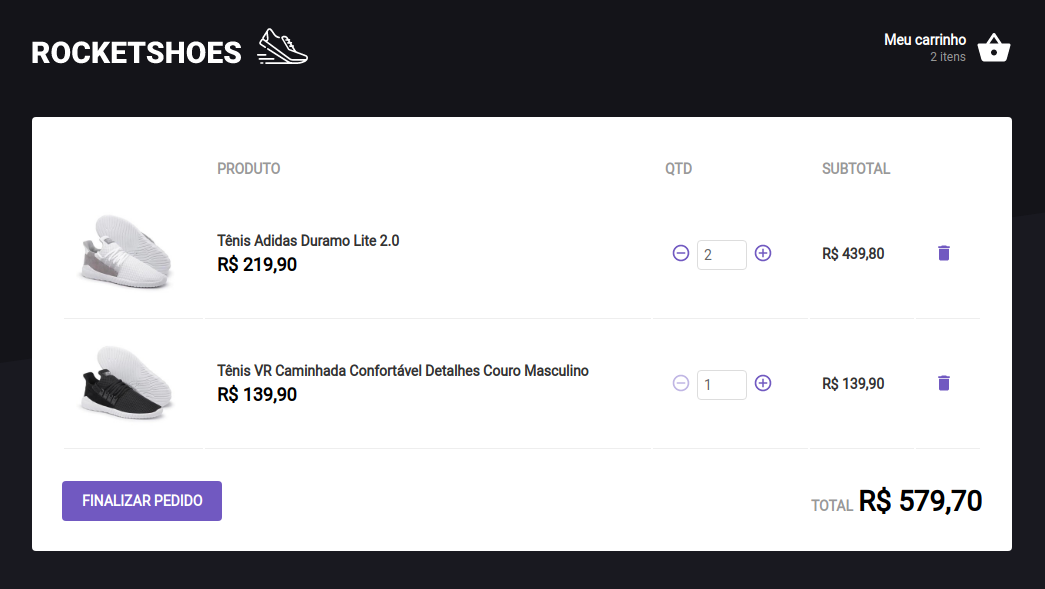 ROCKETSHOES
Meu carrinho
2 itens
PRODUTO QTD SUBTOTAL
Tênis Adidas Duramo Lite 2.0
R$ 219,90
2
R$ 439,80
Tênis VR Caminhada Confortável Detalhes Couro Masculino
R$ 139,90
1
R$ 139,90
FINALIZAR PEDIDO
TOTAL R$ 579,70